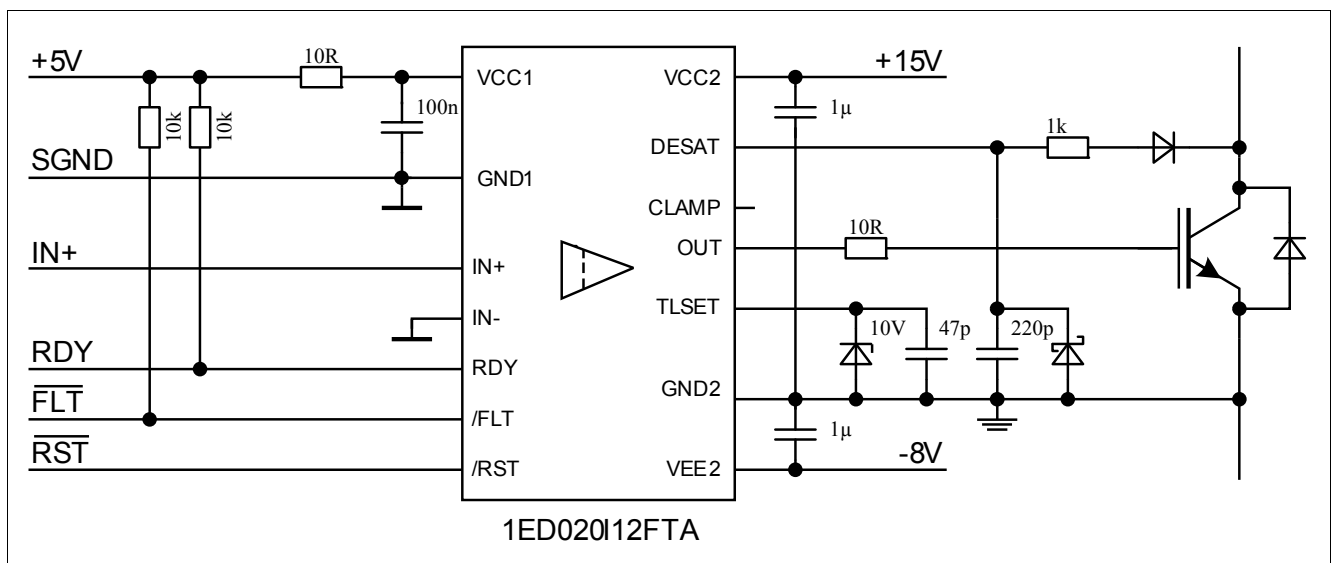 +5V
10R
VCC1
VCC2
+15V
10k
10k
100n
1µ
1k
DESAT
SGND
GND1
CLAMP
10R
IN+
IN+
OUT
TLSET
IN-
10V
47p
220p
RDY
RDY
GND2
FLT
/FLT
1µ
RST
/RST
VEE2
-8V
1ED020I12FTA